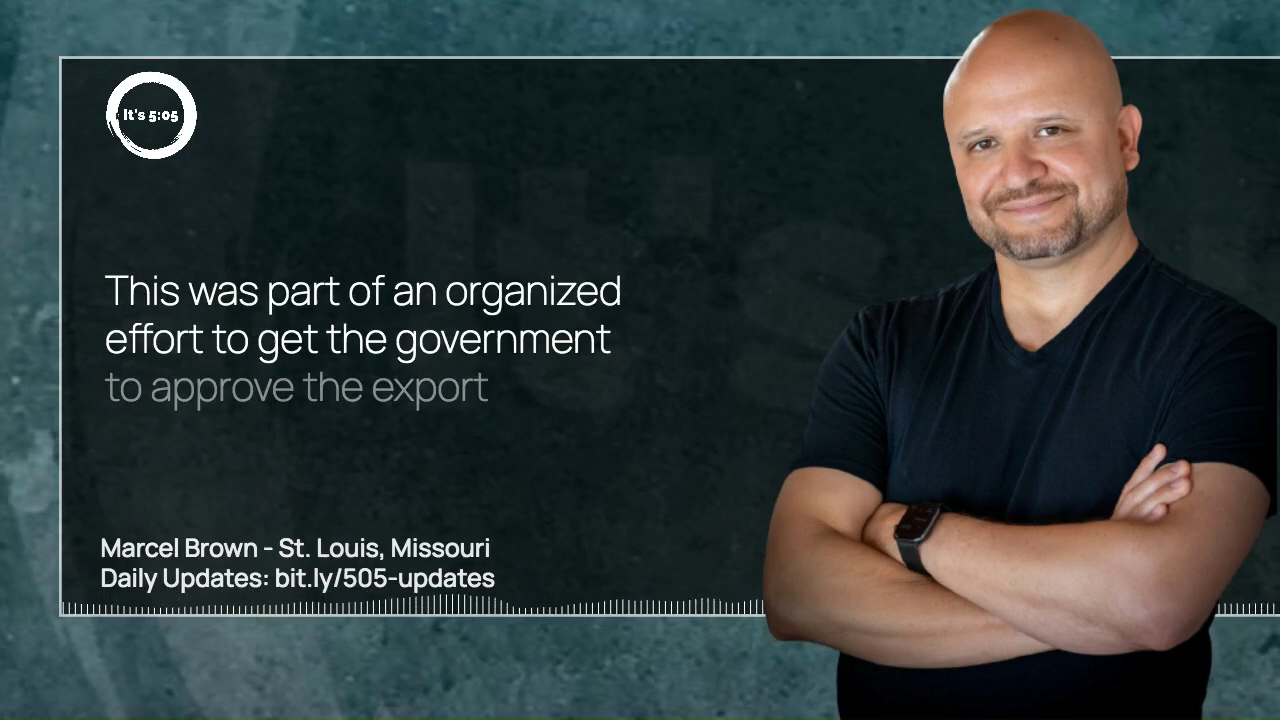 It's 5:05
This was part of an organized
effort to get the government
to approve the export
Marcel Brown - St. Louis, Missouri
Daily Updates: bit.ly/505-updates